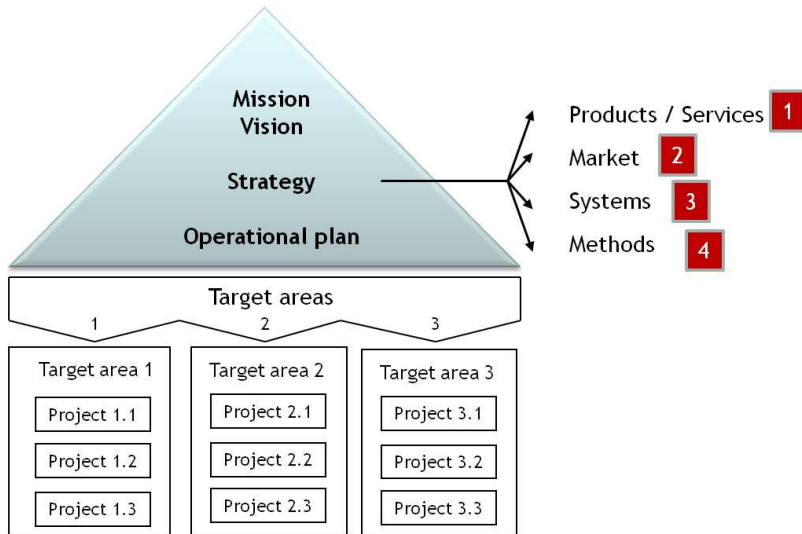 Mission
Vision
Strategy
Operational plan
Products / Services 1
Market 2
Systems 3
Methods 4
Target areas
1 2 3
Target area 1
Project 1.1
Project 1.2
Project 1.3
Target area 2
Project 2.1
Project 2.2
Project 2.3
Target area 3
Project 3.1
Project 3.2
Project 3.3